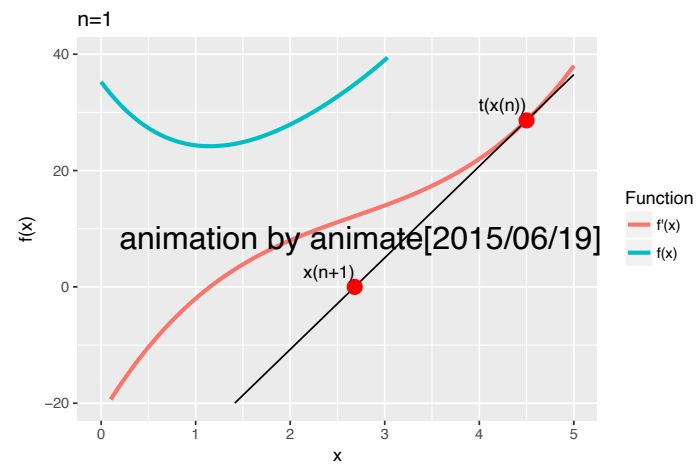 n=1
40
20
0
−20
f(x)
t(x(n))
animation by animate[2015/06/19]
x(n+1)
0 1 2 3 4 5
x
Function
f'(x)
f(x)